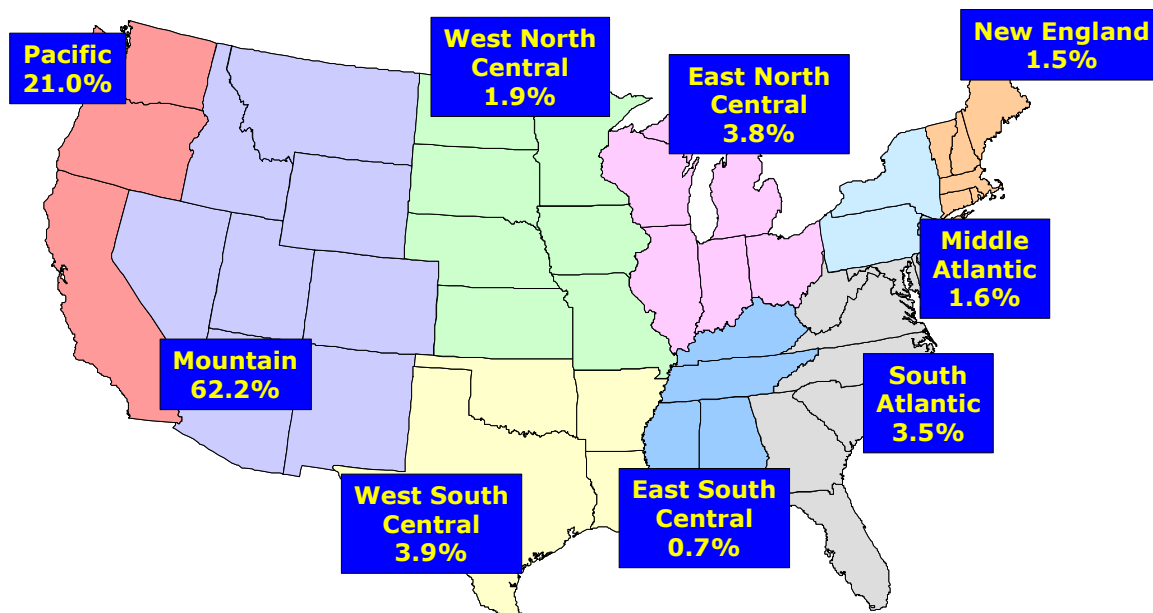 Pacific
21.0%
West North
Central
1.9%
East North
Central
3.8%
New England
1.5%
Middle
Atlantic
1.6%
Mountain
62.2%
South
Atlantic
3.5%
West South
Central
3.9%
East South
Central
0.7%